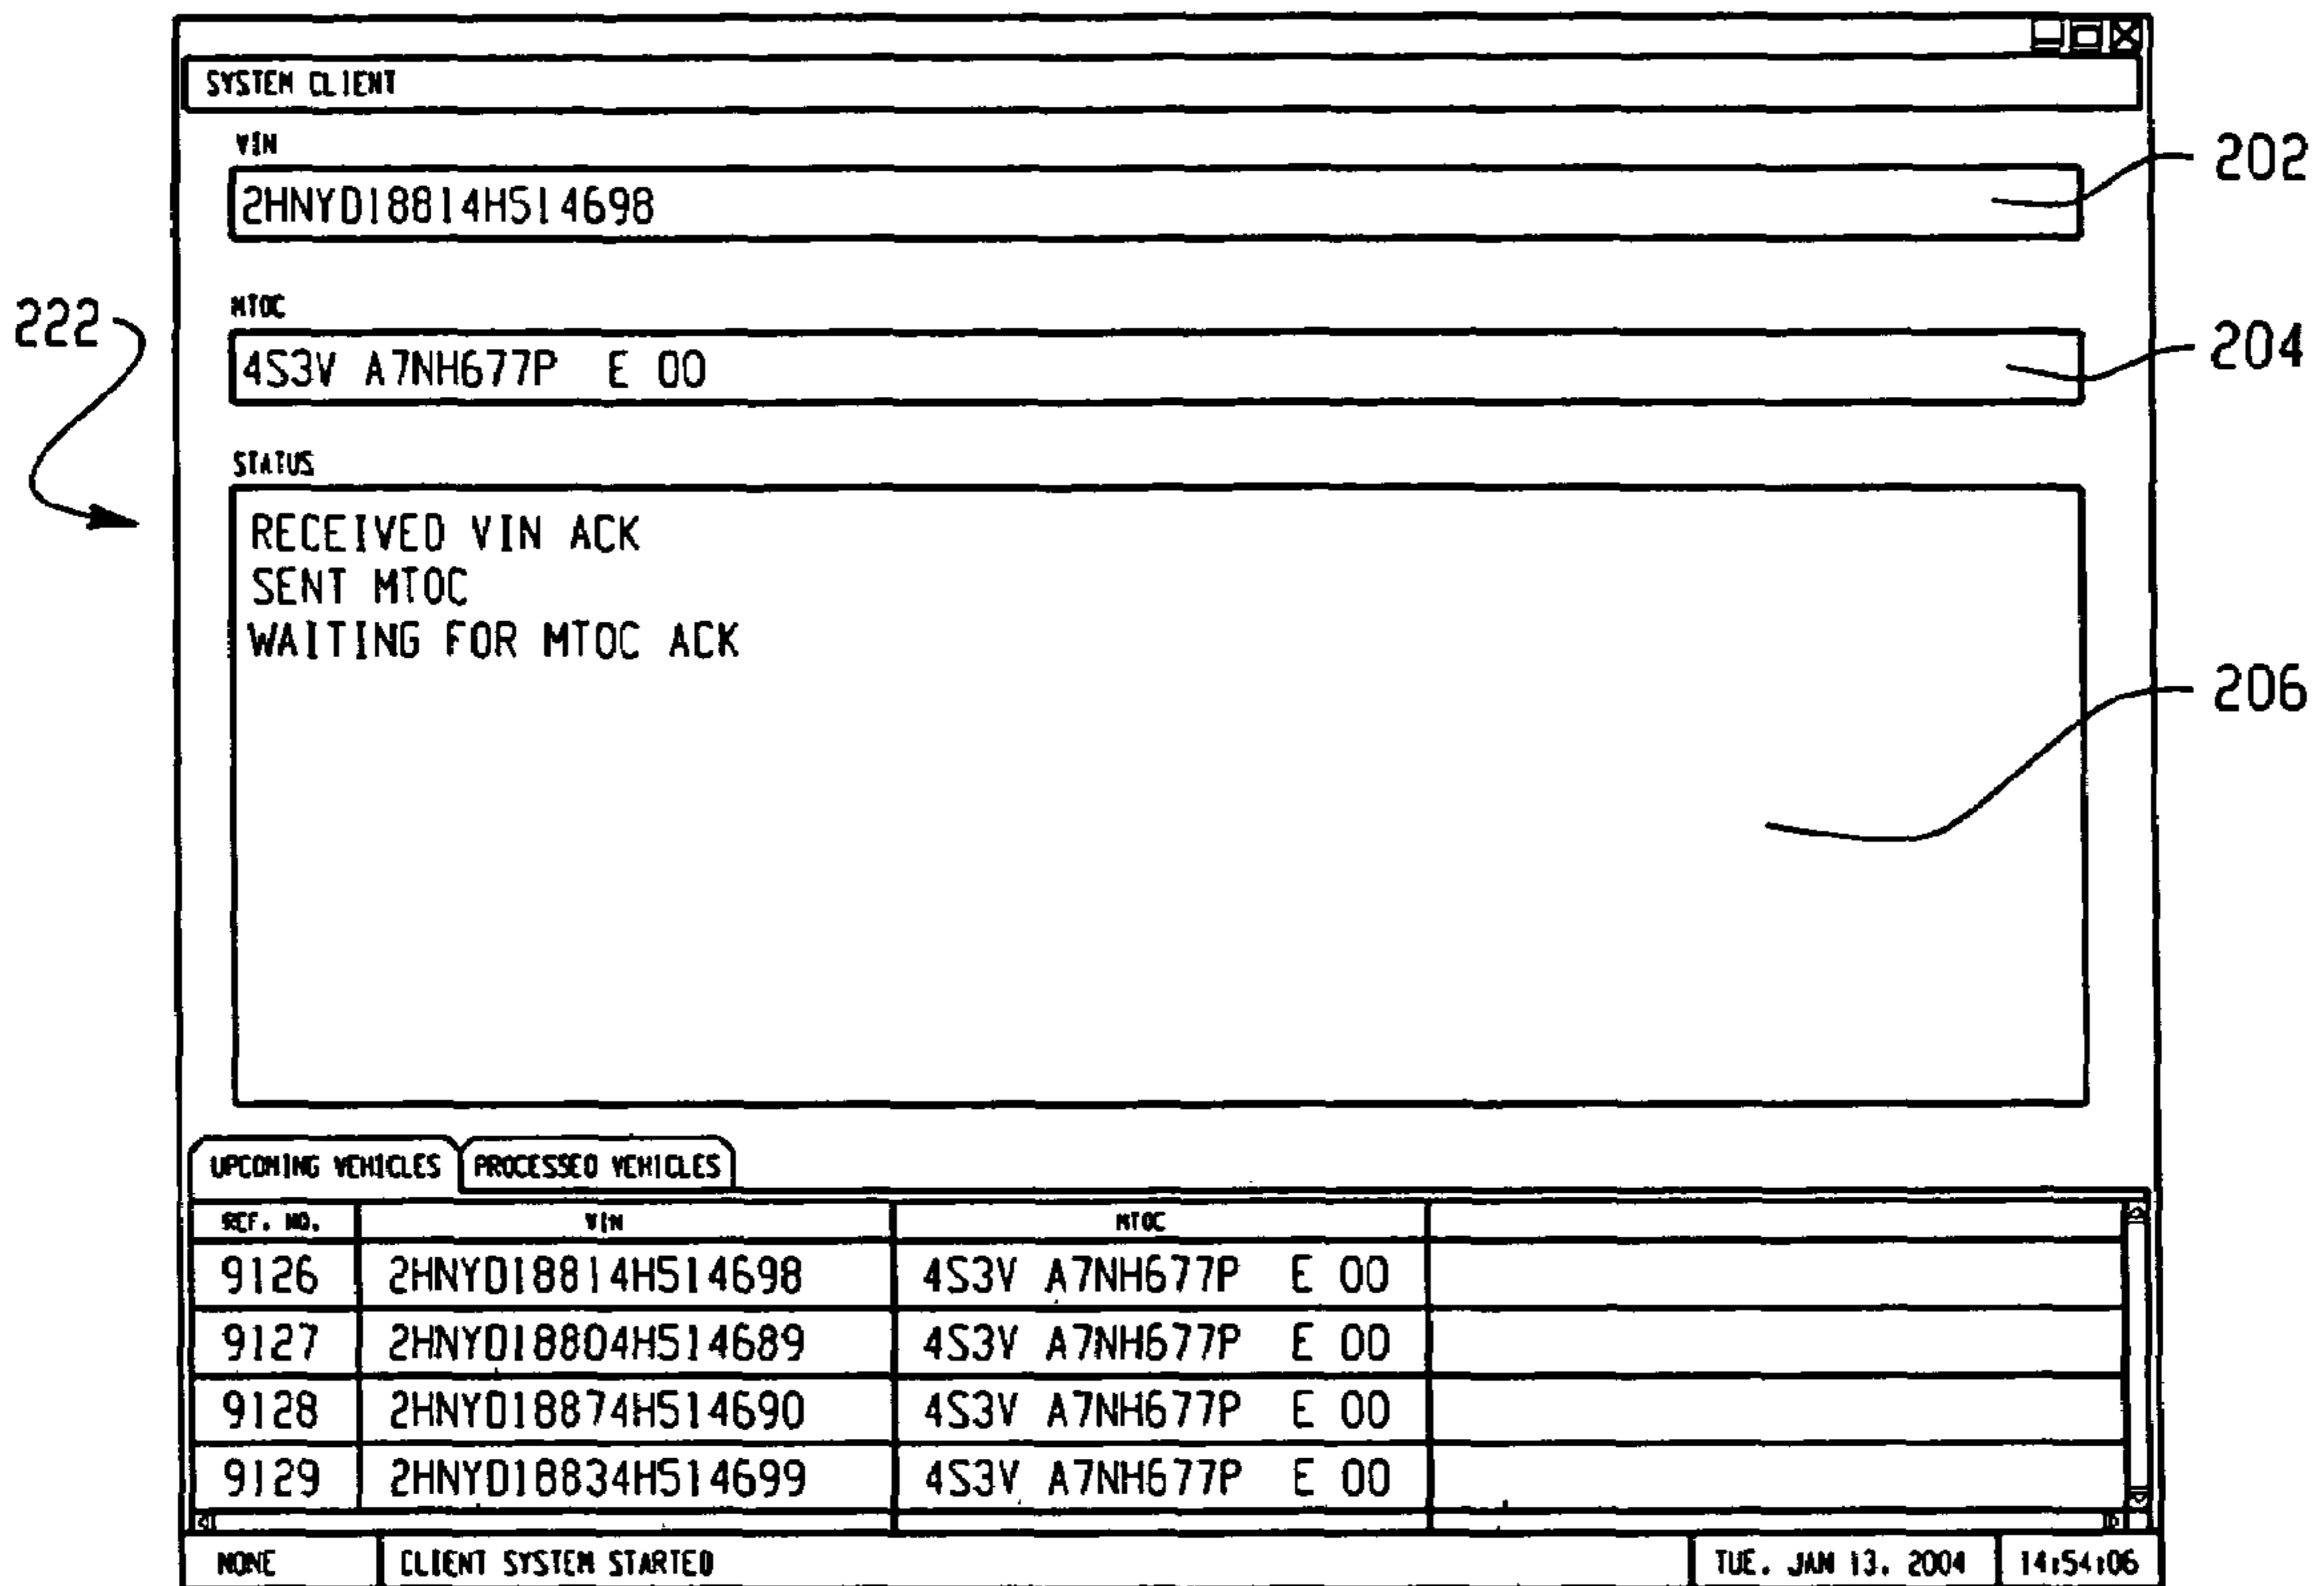 SYSTEM CLIENT
VIN
2HNYD18814H514698
202
MTOC
4S3V A7NH677P E 00
204
222
STATUS
RECEIVED VIN ACK
SENT MTOC
WAITING FOR MTOC ACK
206
UPCOMING VEHICLES PROCESSED VEHICLES
REF. NO. VIN MTOC
9126 2HNYD18814H514698 4S3V A7NH677P E 00
9127 2HNYD18804H514689 4S3V A7NH677P E 00
9128 2HNYD18874H514690 4S3V A7NH677P E 00
9129 2HNYD18834H514699 4S3V A7NH677P E 00
NONE CLIENT SYSTEM STARTED TUE. JAN 13. 2004 14:54:06